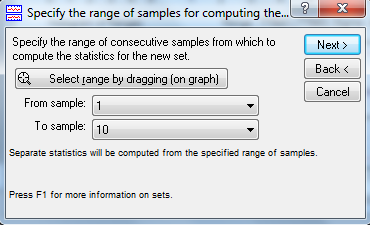 Specify the range of samples for computing the...
Specify the range of consecutive samples from which to
compute the statistics for the new set.
Next >
Back <
Cancel
Select range by dragging (on graph)
From sample: 1
To sample: 10
Separate statistics will be computed from the specified range of samples.
Press F1 for more information on sets.